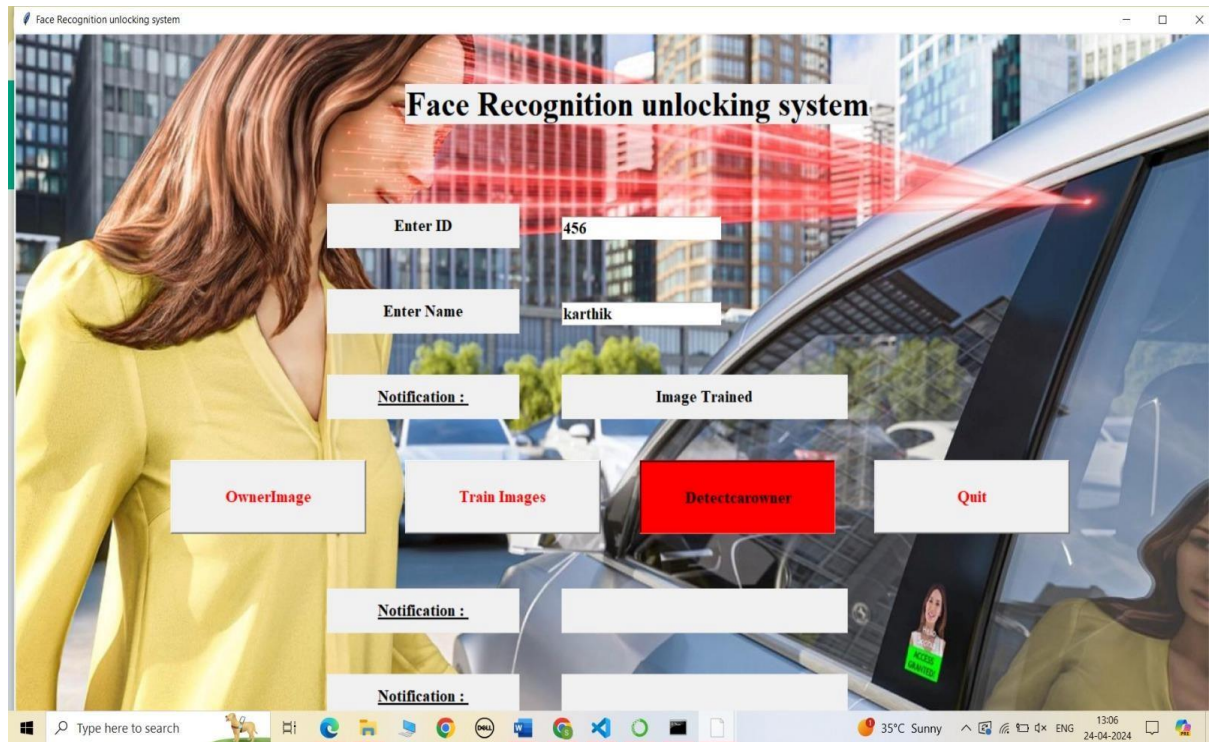 Face Recognition unlocking system
Face Recognition unlocking system
Enter ID
456
Enter Name
karthik
Notification :
Image Trained
OwnerImage
Train Images
Detectcarowner
Quit
Notification :
ACCESS
GRANTED!
Notification :
Type here to search
DELL
W
35°C Sunny
ENG
13:06
24-04-2024
PRE